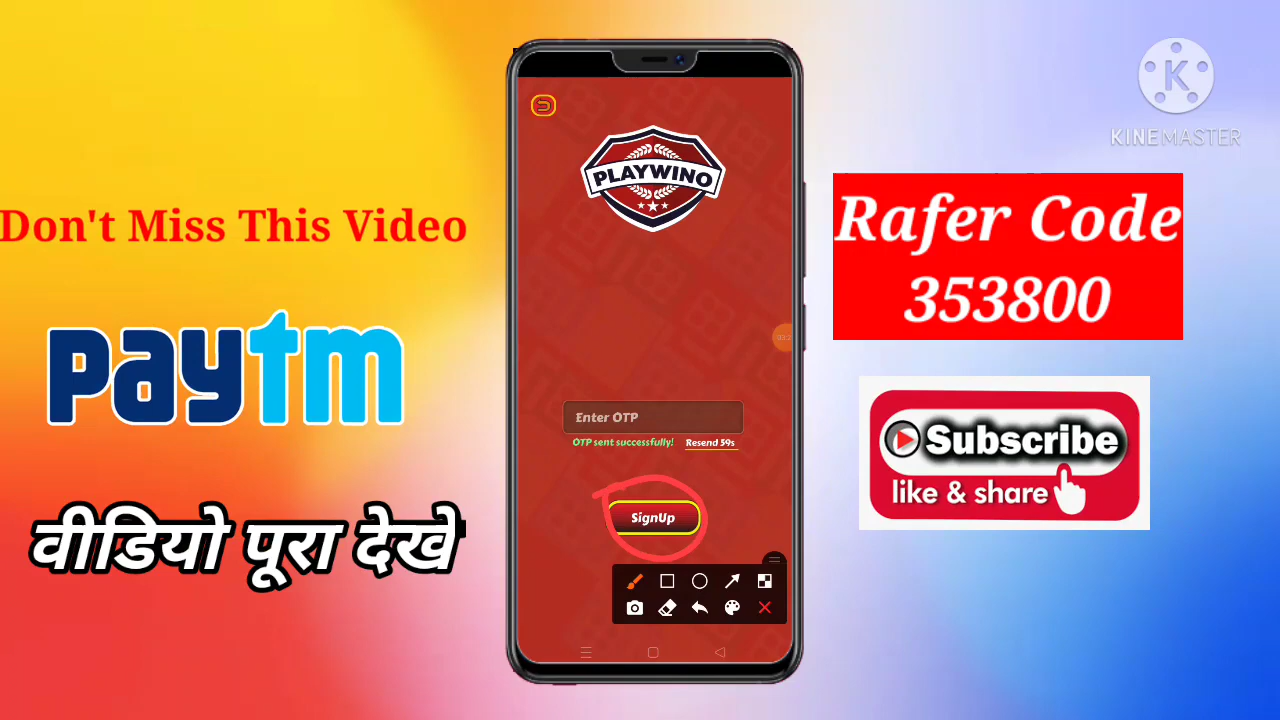 KINEMASTER
Don't Miss This Video
paytm
वीडियो पूरा देखे
PLAYWINO
Enter OTP
OTP sent successfully! Resend 59s
SignUp
Rafer Code
353800
Subscribe
like & share